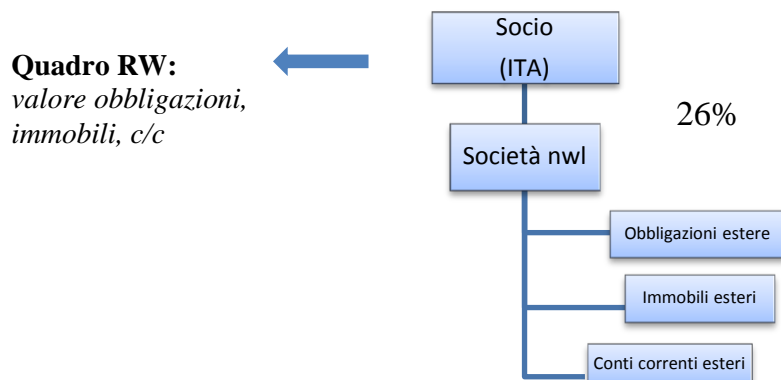 Quadro RW:
valore obbligazioni,
immobili, c/c
Socio
(ITA)
26%
Società nwl
Obbligazioni estere
Immobili esteri
Conti correnti esteri